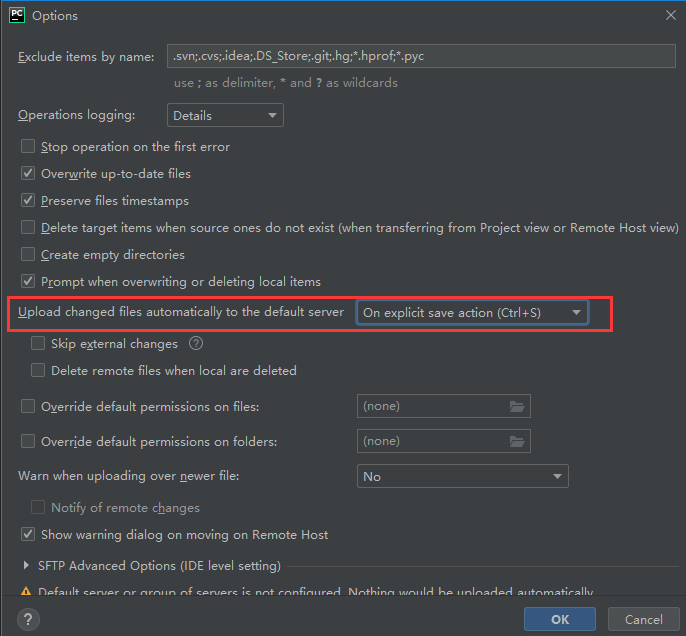 PC Options
Exclude items by name: .svn;.cvs;.idea;.DS_Store;.git;.hg;*.hprof;*.pyc
use ; as delimiter, * and ? as wildcards
Operations logging: Details
Stop operation on the first error
Overwrite up-to-date files
Preserve files timestamps
Delete target items when source ones do not exist (when transferring from Project view or Remote Host view)
Create empty directories
Prompt when overwriting or deleting local items
Upload changed files automatically to the default server On explicit save action (Ctrl+S)
Skip external changes ?
Delete remote files when local are deleted
Override default permissions on files: (none)
Override default permissions on folders: (none)
Warn when uploading over newer file: No
Notify of remote changes
Show warning dialog on moving on Remote Host
SFTP Advanced Options (IDE level setting)
Default server or group of servers is not configured. Nothing would be uploaded automatically.
? OK Cancel